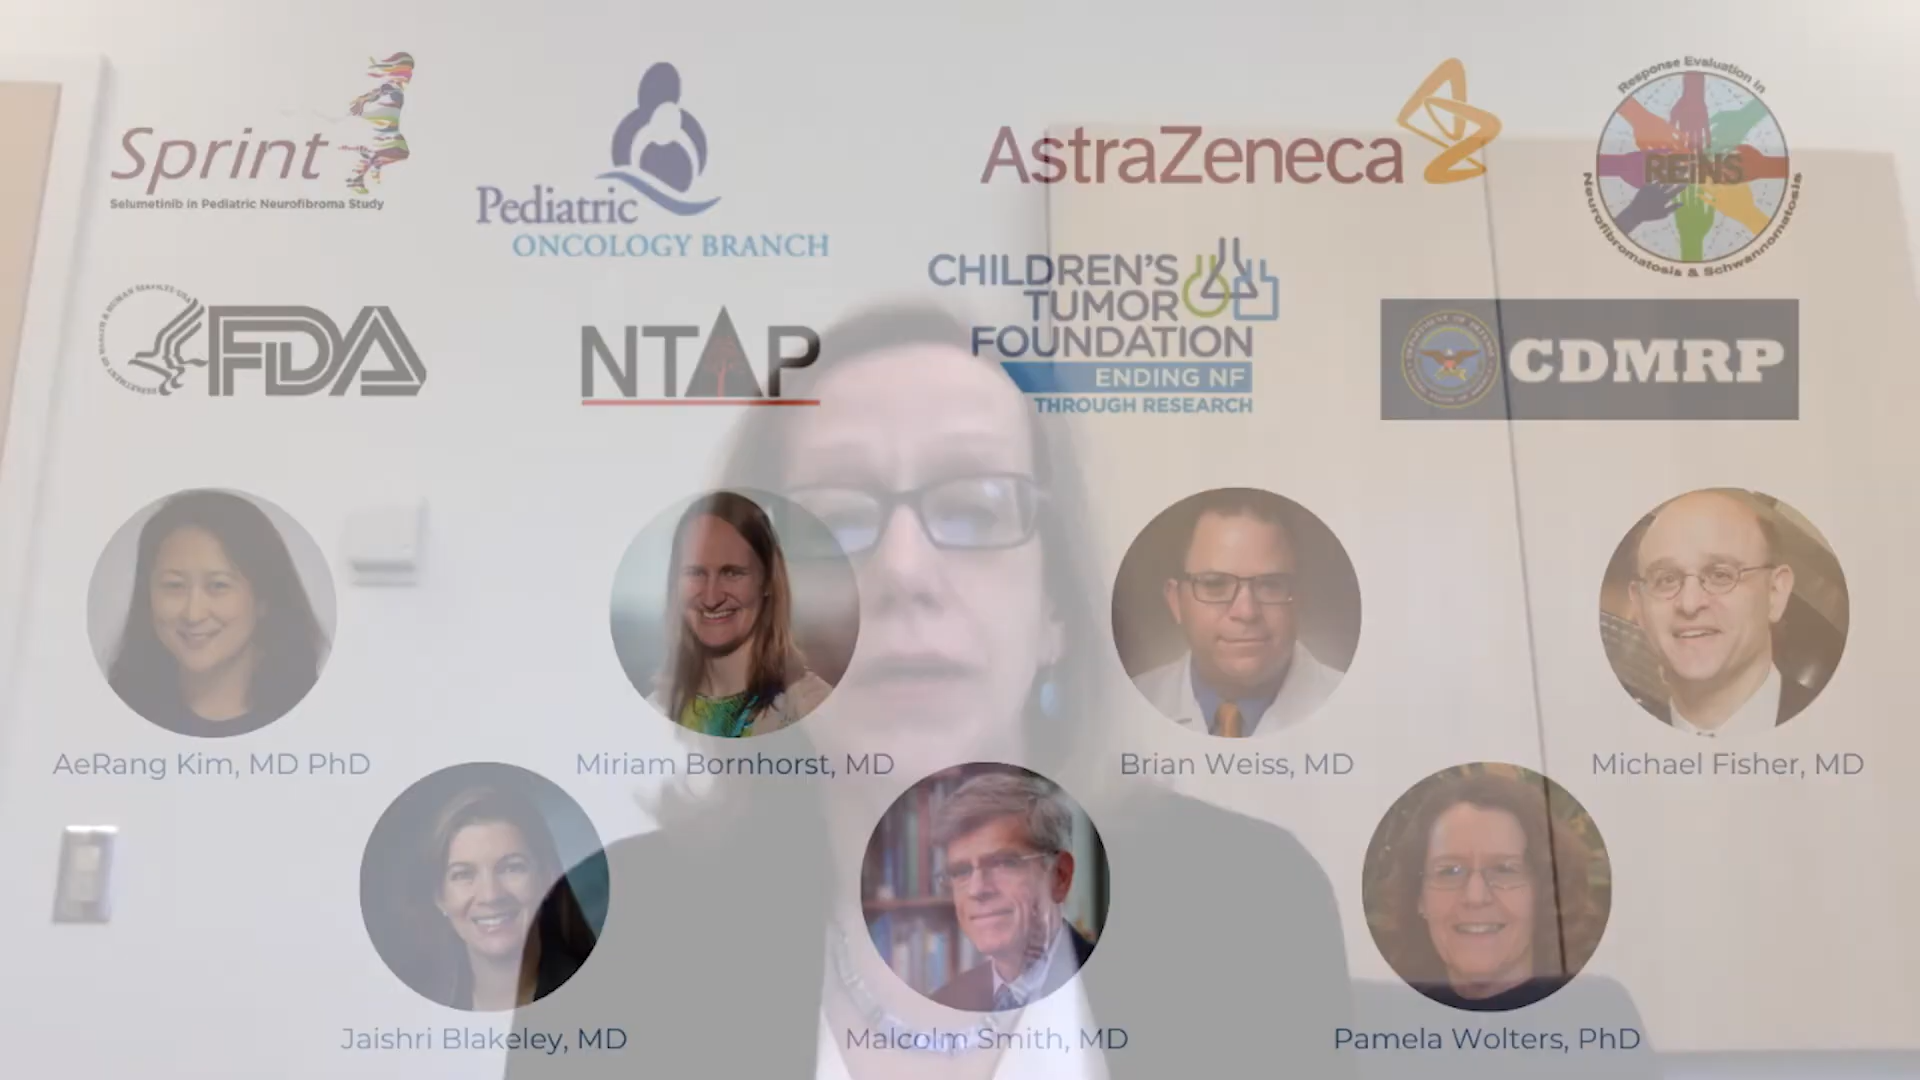 Sprint
Selumetinib in Pediatric Neurofibroma Study
Pediatric
ONCOLOGY BRANCH
AstraZeneca
Response Evaluation in
REiNS
Neurofibromatosis & Schwannomatosis
FDA
NTAP
CHILDREN'S
TUMOR
FOUNDATION
ENDING NF
THROUGH RESEARCH
CDMRP
AeRang Kim, MD PhD
Miriam Bornhorst, MD
Brian Weiss, MD
Michael Fisher, MD
Jaishri Blakeley, MD
Malcolm Smith, MD
Pamela Wolters, PhD